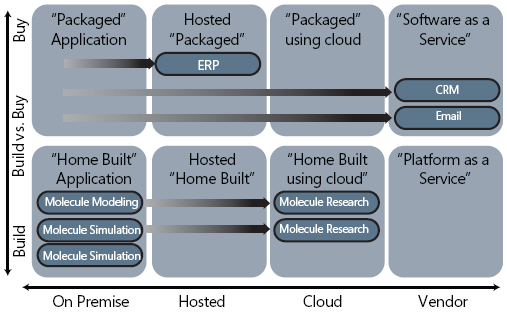 "Packaged"
Application
Hosted
"Packaged"
"Packaged"
using cloud
"Software as a
Service"
ERP
CRM
Email
"Home Built"
Application
Hosted
"Home Built"
"Home Built
using cloud"
"Platform as a
Service"
Molecule Modeling
Molecule Research
Molecule Simulation
Molecule Research
Molecule Simulation
Buy
Build vs. Buy
Build
On Premise
Hosted
Cloud
Vendor